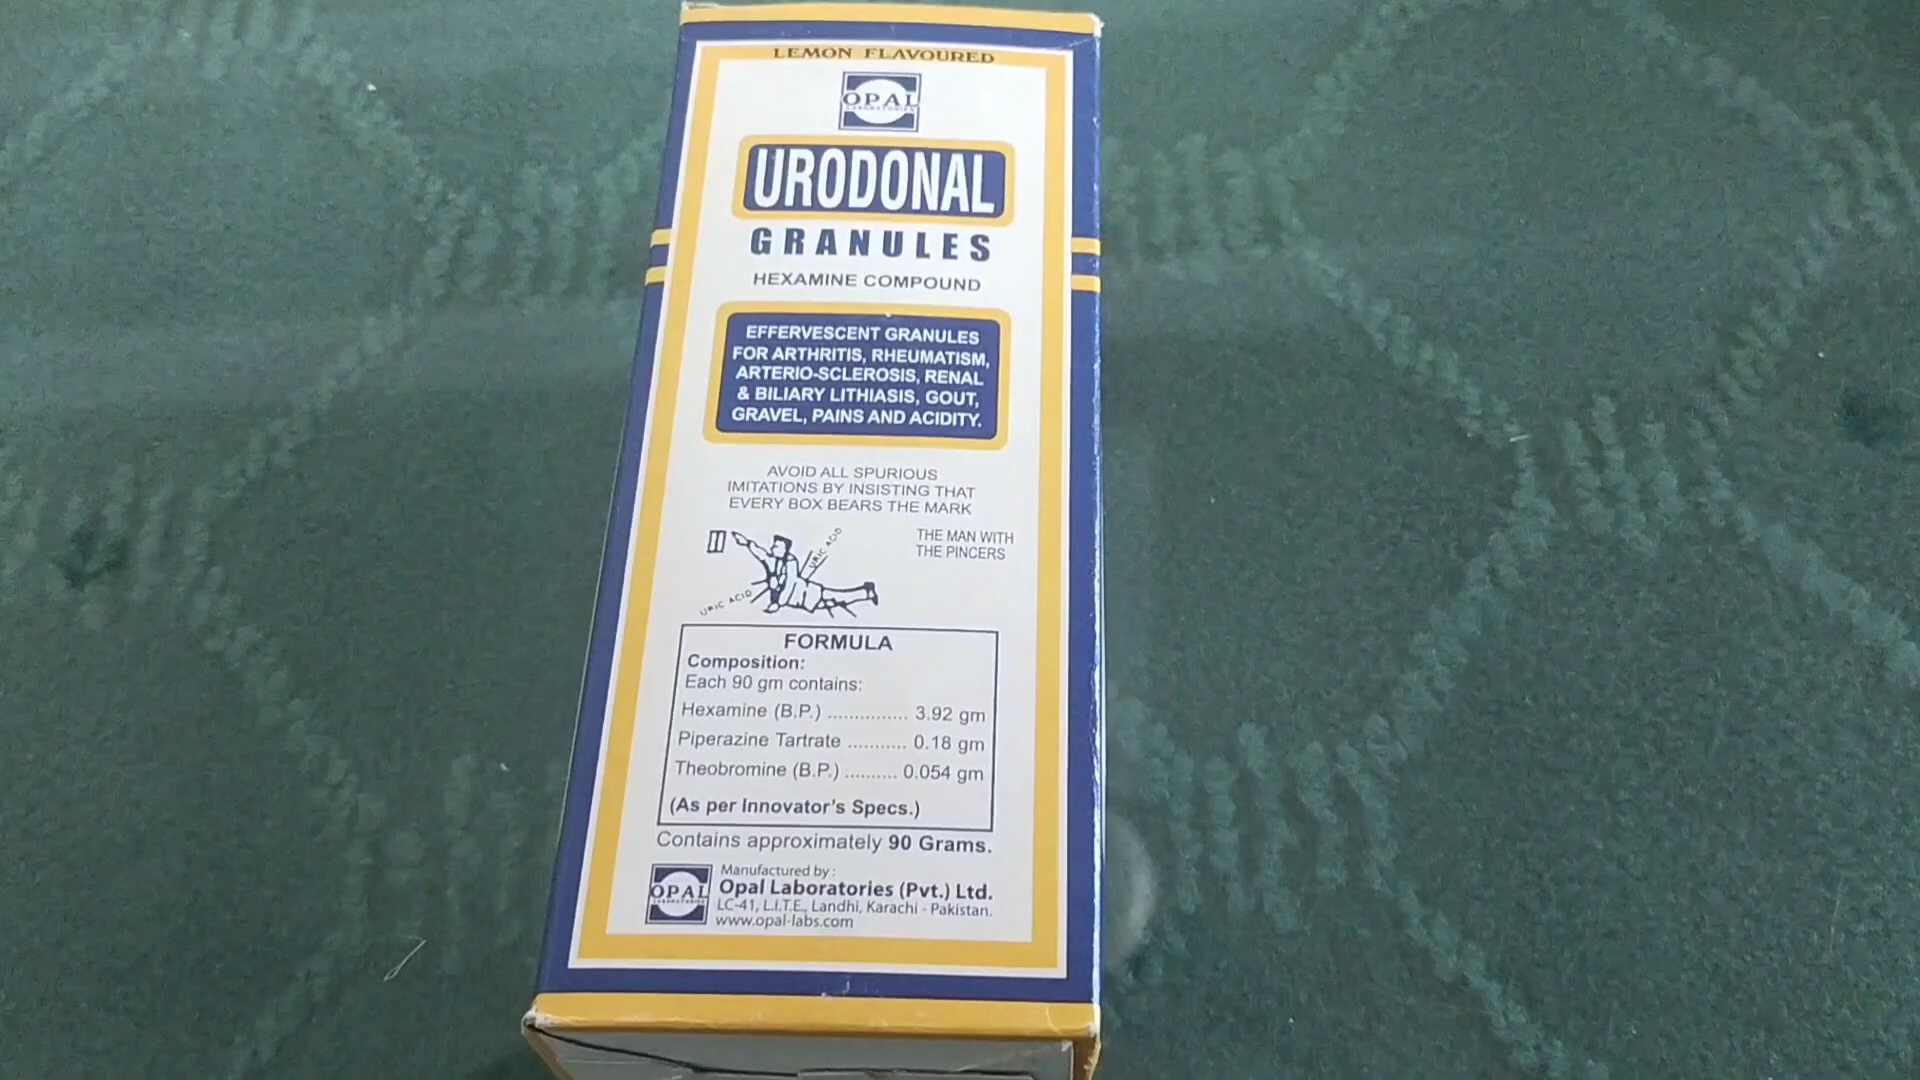 LEMON FLAVOURED
OPAL
LABORATORIES
URODONAL
GRANULES
HEXAMINE COMPOUND
EFFERVESCENT GRANULES
FOR ARTHRITIS, RHEUMATISM,
ARTERIO-SCLEROSIS, RENAL
& BILIARY LITHIASIS, GOUT,
GRAVEL, PAINS AND ACIDITY.
AVOID ALL SPURIOUS
IMITATIONS BY INSISTING THAT
EVERY BOX BEARS THE MARK
THE MAN WITH
THE PINCERS
URIC ACID
URIC ACID
FORMULA
Composition:
Each 90 gm contains:
Hexamine (B.P.) ............... 3.92 gm
Piperazine Tartrate ........... 0.18 gm
Theobromine (B.P.) .......... 0.054 gm
(As per Innovator's Specs.)
Contains approximately 90 Grams.
OPAL
LABORATORIES
Manufactured by :
Opal Laboratories (Pvt.) Ltd.
LC-41, L.I.T.E., Landhi, Karachi - Pakistan.
www.opal-labs.com